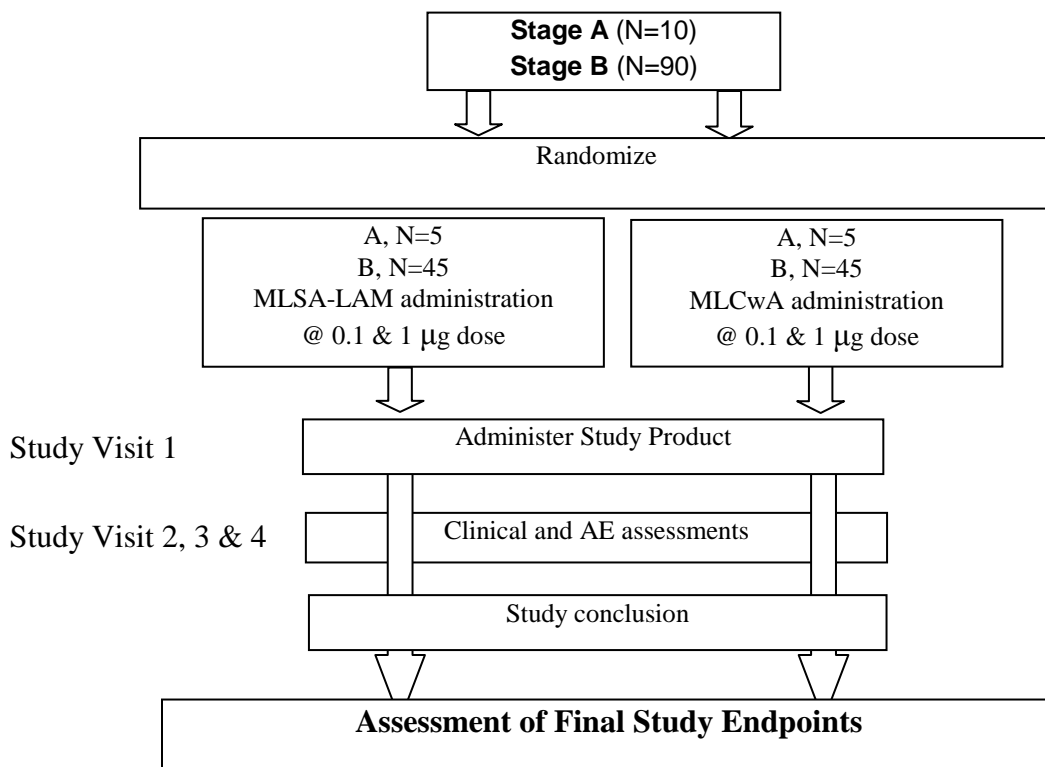 Stage A (N=10)
Stage B (N=90)
Randomize
A, N=5
B, N=45
MLSA-LAM administration
@ 0.1 & 1 μg dose
A, N=5
B, N=45
MLCwA administration
@ 0.1 & 1 μg dose
Study Visit 1
Administer Study Product
Study Visit 2, 3 & 4
Clinical and AE assessments
Study conclusion
Assessment of Final Study Endpoints